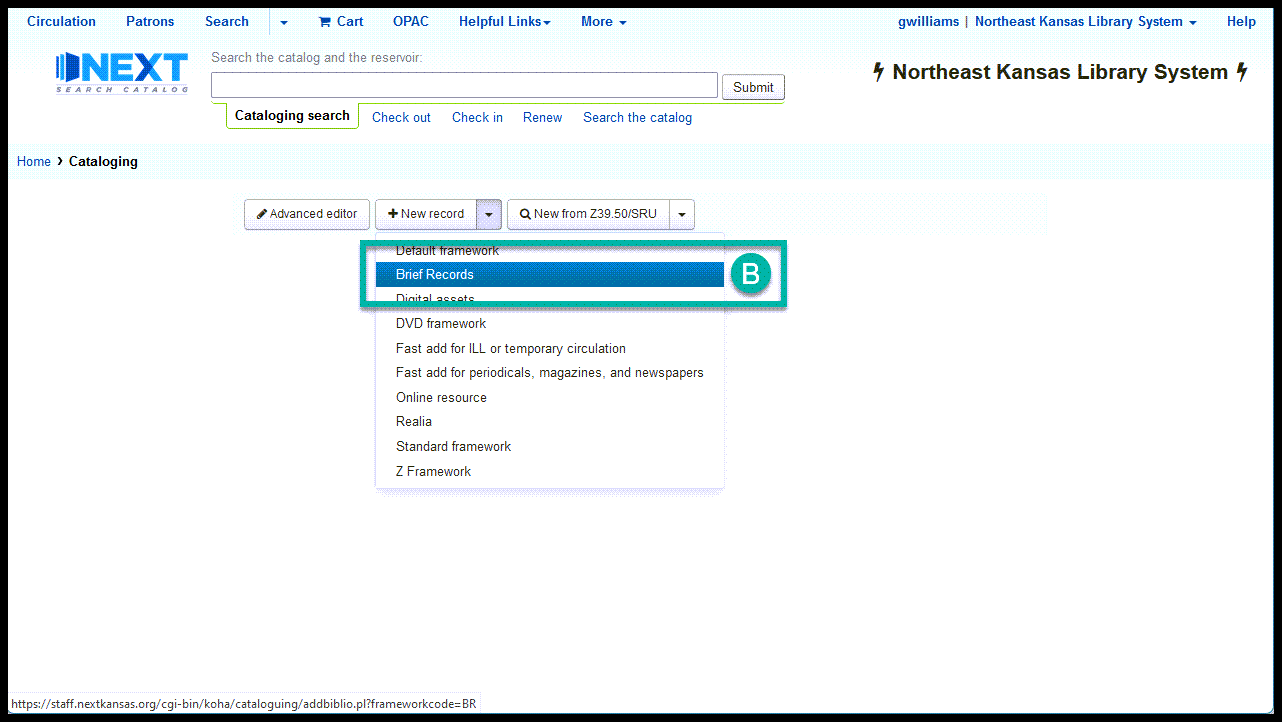 Circulation Patrons Search Cart OPAC Helpful Links More gwilliams | Northeast Kansas Library System Help
NEXT
SEARCH CATALOG
Search the catalog and the reservoir:
Submit
Northeast Kansas Library System
Cataloging search Check out Check in Renew Search the catalog
Home › Cataloging
Advanced editor New record New from Z39.50/SRU
Default framework
Brief Records
B
Digital assets
DVD framework
Fast add for ILL or temporary circulation
Fast add for periodicals, magazines, and newspapers
Online resource
Realia
Standard framework
Z Framework
https://staff.nextkansas.org/cgi-bin/koha/cataloguing/addbiblio.pl?frameworkcode=BR